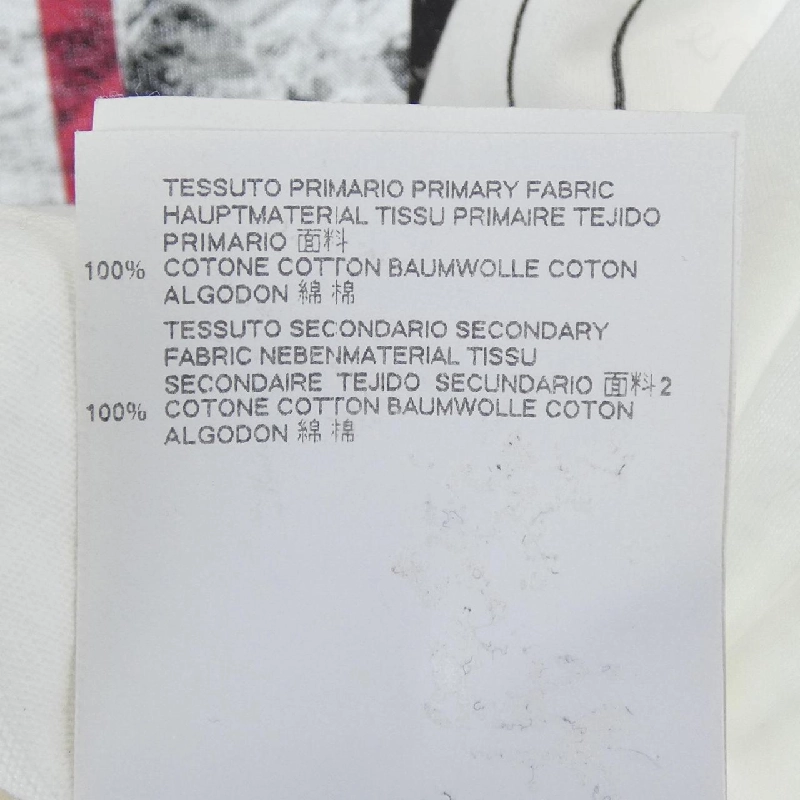 TESSUTO PRIMARIO PRIMARY FABRIC
HAUPTMATERIAL TISSU PRIMAIRE TEJIDO
PRIMARIO 面料
100% COTONE COTTON BAUMWOLLE COTON
ALGODON 綿 棉
TESSUTO SECONDARIO SECONDARY
FABRIC NEBENMATERIAL TISSU
SECONDAIRE TEJIDO SECUNDARIO 面料2
100% COTONE COTTON BAUMWOLLE COTON
ALGODON 綿 棉